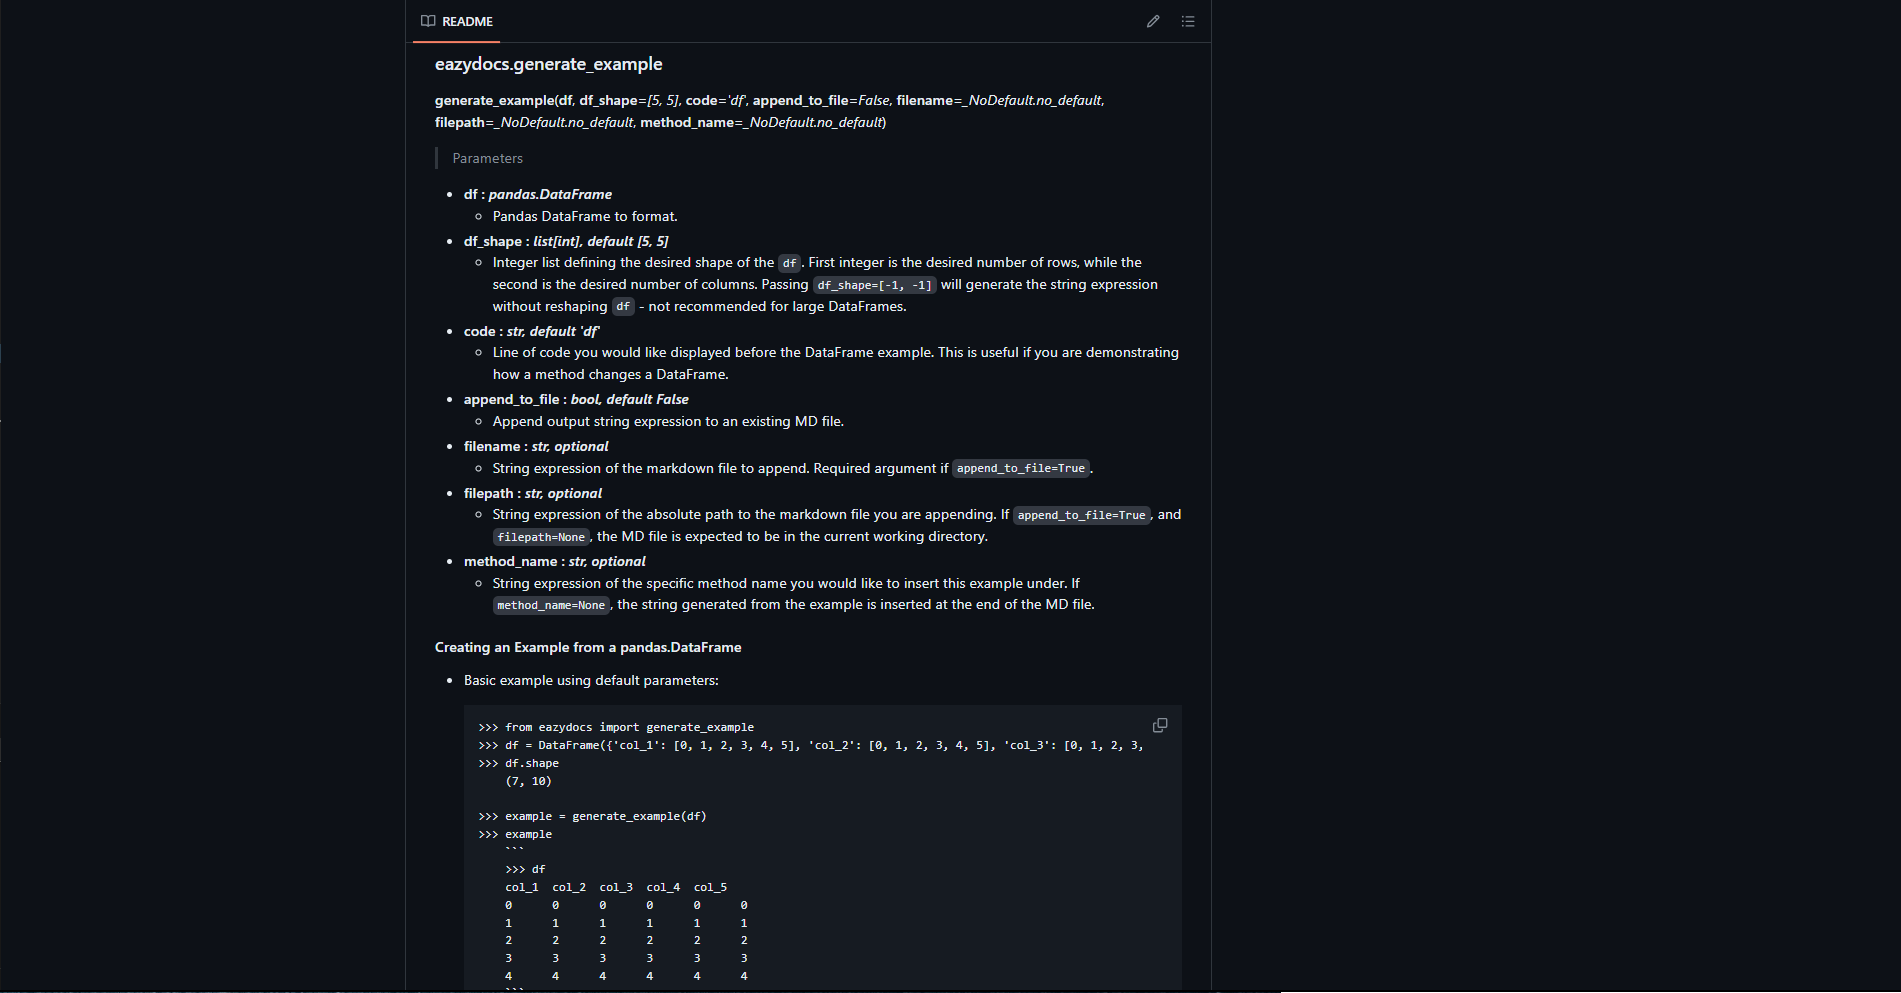 README
eazydocs.generate_example
generate_example(df, df_shape=[5, 5], code='df', append_to_file=False, filename=_NoDefault.no_default,
filepath=_NoDefault.no_default, method_name=_NoDefault.no_default)
Parameters
• df : pandas.DataFrame
◦ Pandas DataFrame to format.
• df_shape : list[int], default [5, 5]
◦ Integer list defining the desired shape of the df. First integer is the desired number of rows, while the
second is the desired number of columns. Passing df_shape=[-1, -1] will generate the string expression
without reshaping df - not recommended for large DataFrames.
• code : str, default 'df'
◦ Line of code you would like displayed before the DataFrame example. This is useful if you are demonstrating
how a method changes a DataFrame.
• append_to_file : bool, default False
◦ Append output string expression to an existing MD file.
• filename : str, optional
◦ String expression of the markdown file to append. Required argument if append_to_file=True.
• filepath : str, optional
◦ String expression of the absolute path to the markdown file you are appending. If append_to_file=True, and
filepath=None, the MD file is expected to be in the current working directory.
• method_name : str, optional
◦ String expression of the specific method name you would like to insert this example under. If
method_name=None, the string generated from the example is inserted at the end of the MD file.
Creating an Example from a pandas.DataFrame
• Basic example using default parameters:
>>> from eazydocs import generate_example
>>> df = DataFrame({'col_1': [0, 1, 2, 3, 4, 5], 'col_2': [0, 1, 2, 3, 4, 5], 'col_3': [0, 1, 2, 3,
>>> df.shape
(7, 10)
>>> example = generate_example(df)
>>> example
```
>>> df
col_1 col_2 col_3 col_4 col_5
0 0 0 0 0 0
1 1 1 1 1 1
2 2 2 2 2 2
3 3 3 3 3 3
4 4 4 4 4 4
```